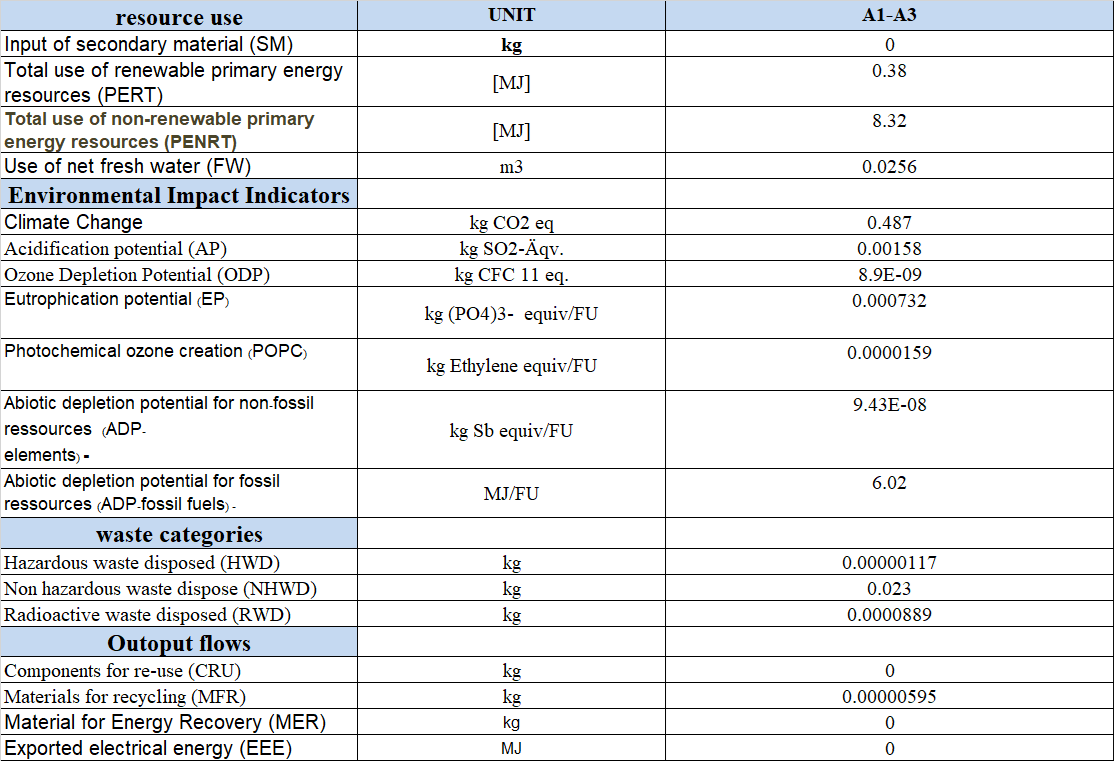 resource use UNIT A1-A3
Input of secondary material (SM) kg 0
Total use of renewable primary energy
resources (PERT) [MJ] 0.38
Total use of non-renewable primary
energy resources (PENRT) [MJ] 8.32
Use of net fresh water (FW) m3 0.0256
Environmental Impact Indicators
Climate Change kg CO2 eq 0.487
Acidification potential (AP) kg SO2-Äqv. 0.00158
Ozone Depletion Potential (ODP) kg CFC 11 eq. 8.9E-09
Eutrophication potential (EP) kg (PO4)3- equiv/FU 0.000732
Photochemical ozone creation (POPC) kg Ethylene equiv/FU 0.0000159
Abiotic depletion potential for non-fossil
ressources (ADP-
elements) - kg Sb equiv/FU 9.43E-08
Abiotic depletion potential for fossil
ressources (ADP-fossil fuels) - MJ/FU 6.02
waste categories
Hazardous waste disposed (HWD) kg 0.00000117
Non hazardous waste dispose (NHWD) kg 0.023
Radioactive waste disposed (RWD) kg 0.0000889
Outoput flows
Components for re-use (CRU) kg 0
Materials for recycling (MFR) kg 0.00000595
Material for Energy Recovery (MER) kg 0
Exported electrical energy (EEE) MJ 0